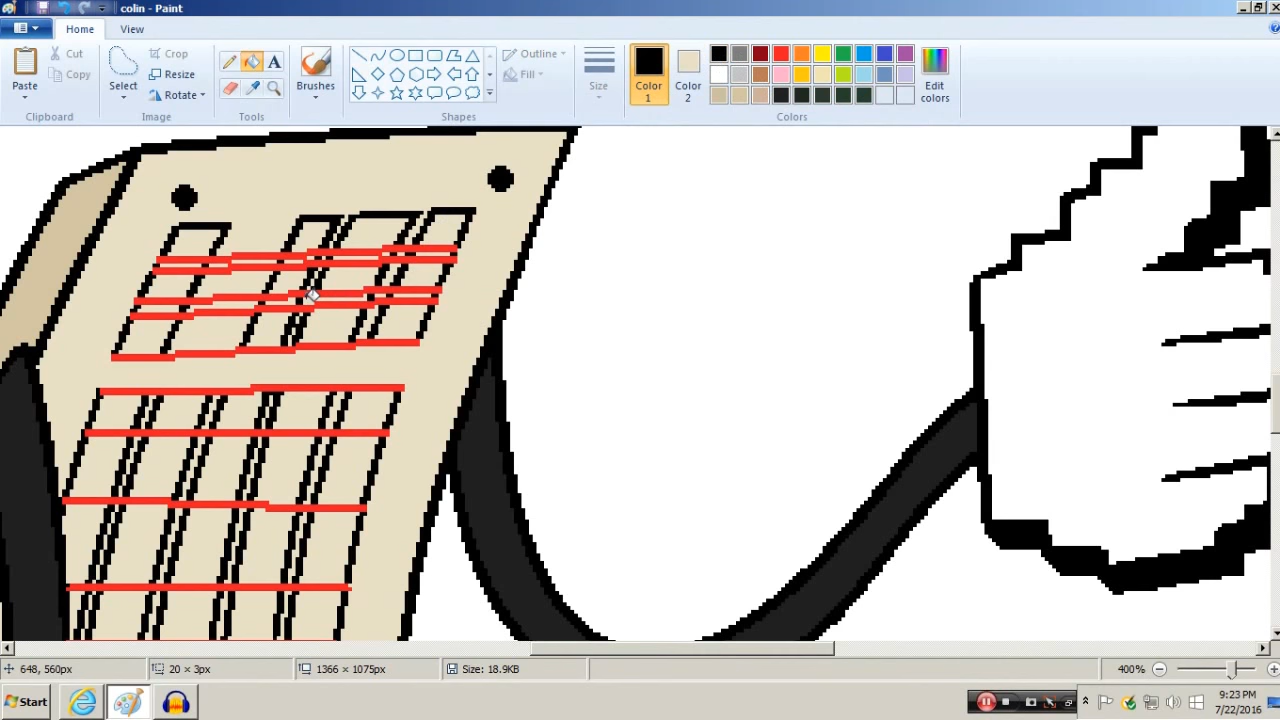 colin - Paint
Home View
Paste
Cut
Copy
Select
Crop
Resize
Rotate
A
Brushes
Outline
Fill
Size
Color
1
Color
2
Edit
colors
Clipboard Image Tools Shapes Colors
648, 560px 20 × 3px 1366 × 1075px Size: 18.9KB 400%
Start
9:23 PM
7/22/2016